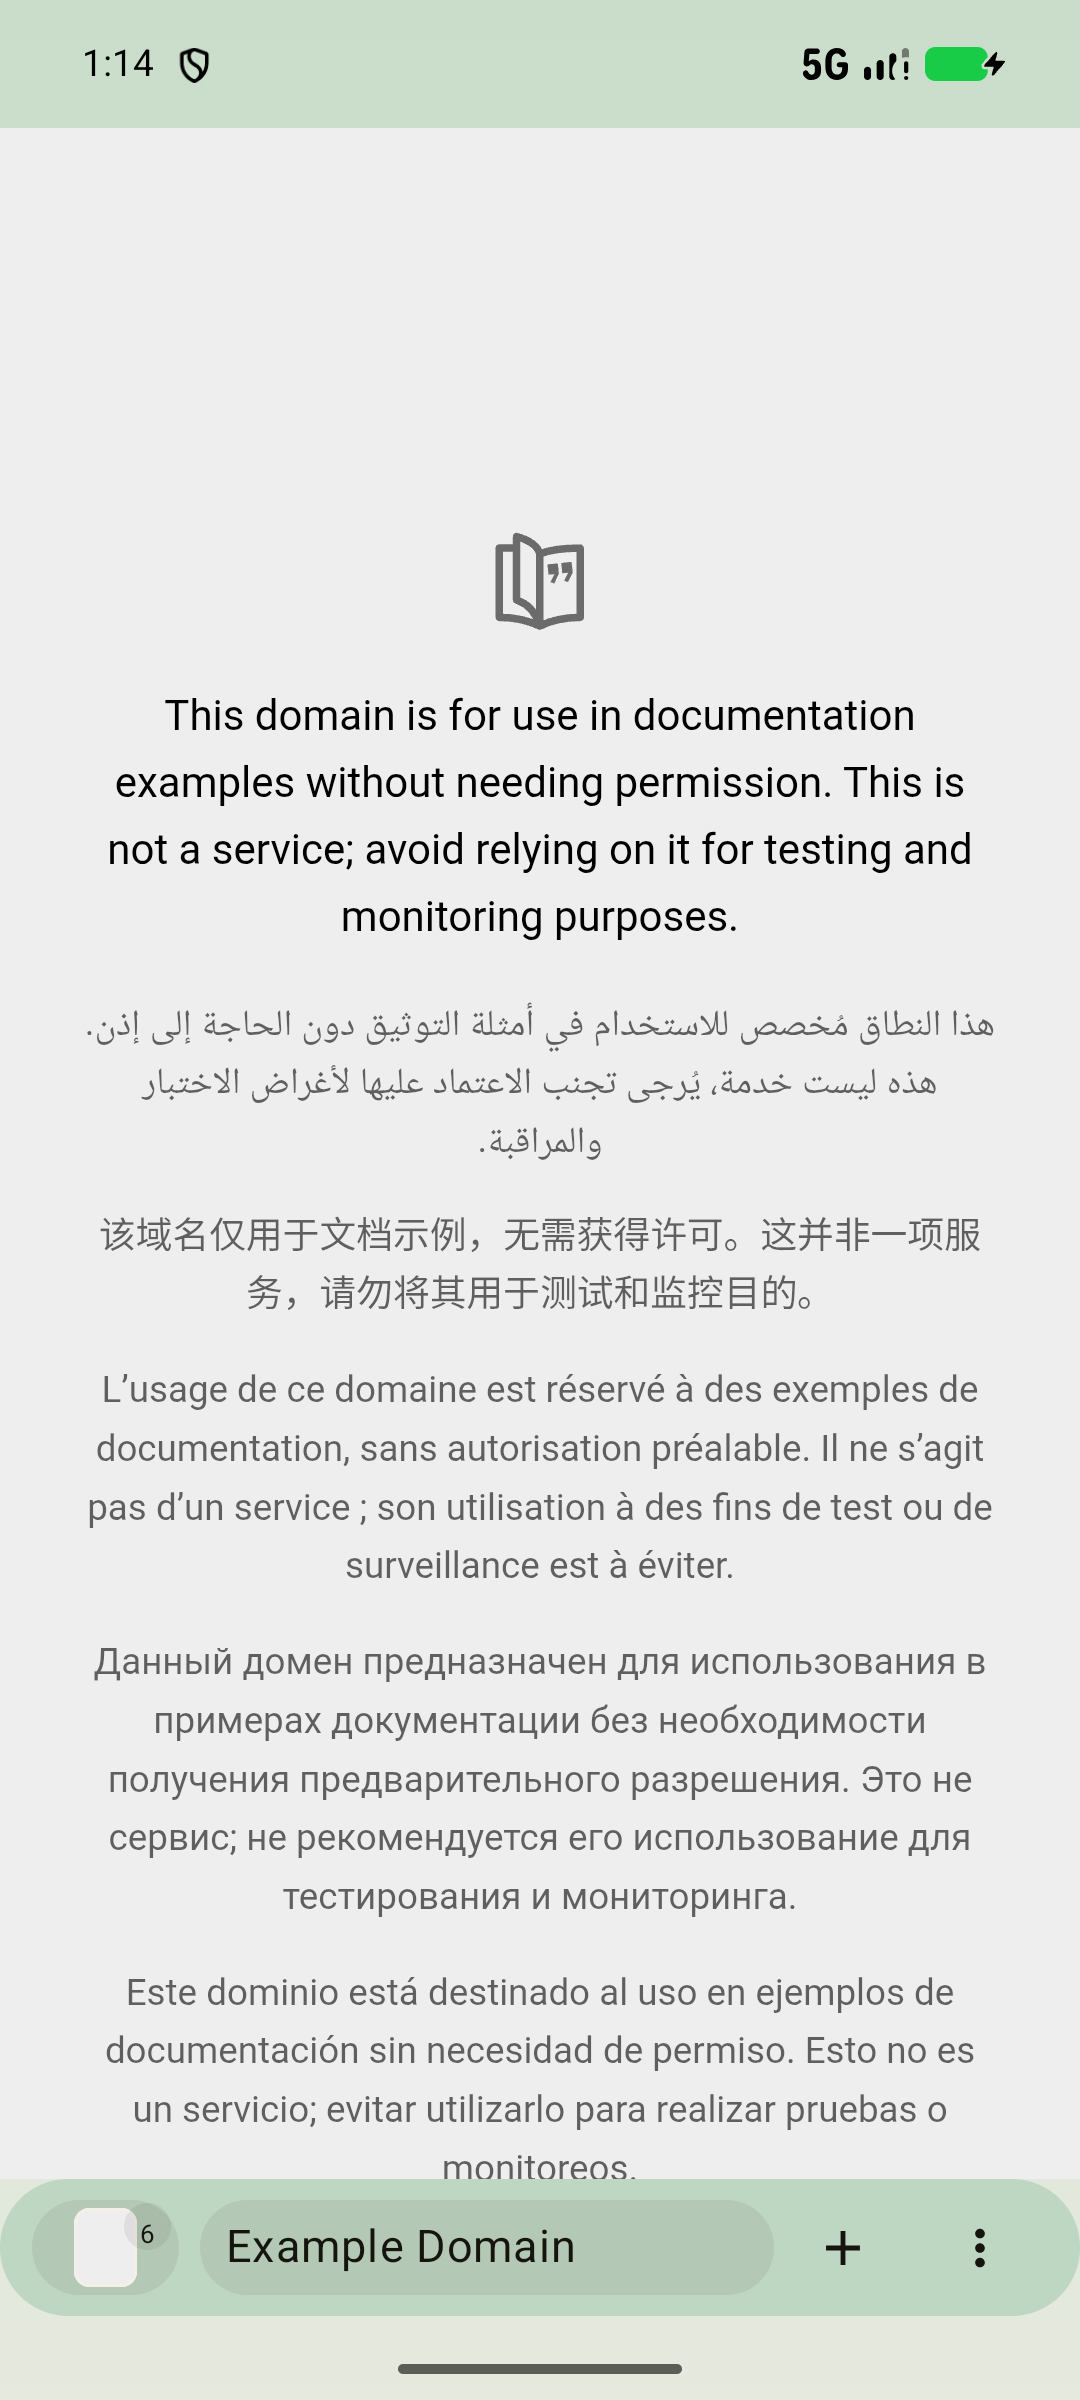 1:14
5G
This domain is for use in documentation
examples without needing permission. This is
not a service; avoid relying on it for testing and
monitoring purposes.
هذا النطاق مُخصص للاستخدام في أمثلة التوثيق دون الحاجة إلى إذن.
هذه ليست خدمة، يُرجى تجنب الاعتماد عليها لأغراض الاختبار
والمراقبة.
该域名仅用于文档示例，无需获得许可。这并非一项服
务，请勿将其用于测试和监控目的。
L’usage de ce domaine est réservé à des exemples de
documentation, sans autorisation préalable. Il ne s’agit
pas d’un service ; son utilisation à des fins de test ou de
surveillance est à éviter.
Данный домен предназначен для использования в
примерах документации без необходимости
получения предварительного разрешения. Это не
сервис; не рекомендуется его использование для
тестирования и мониторинга.
Este dominio está destinado al uso en ejemplos de
documentación sin necesidad de permiso. Esto no es
un servicio; evitar utilizarlo para realizar pruebas o
monitoreos.
6
Example Domain